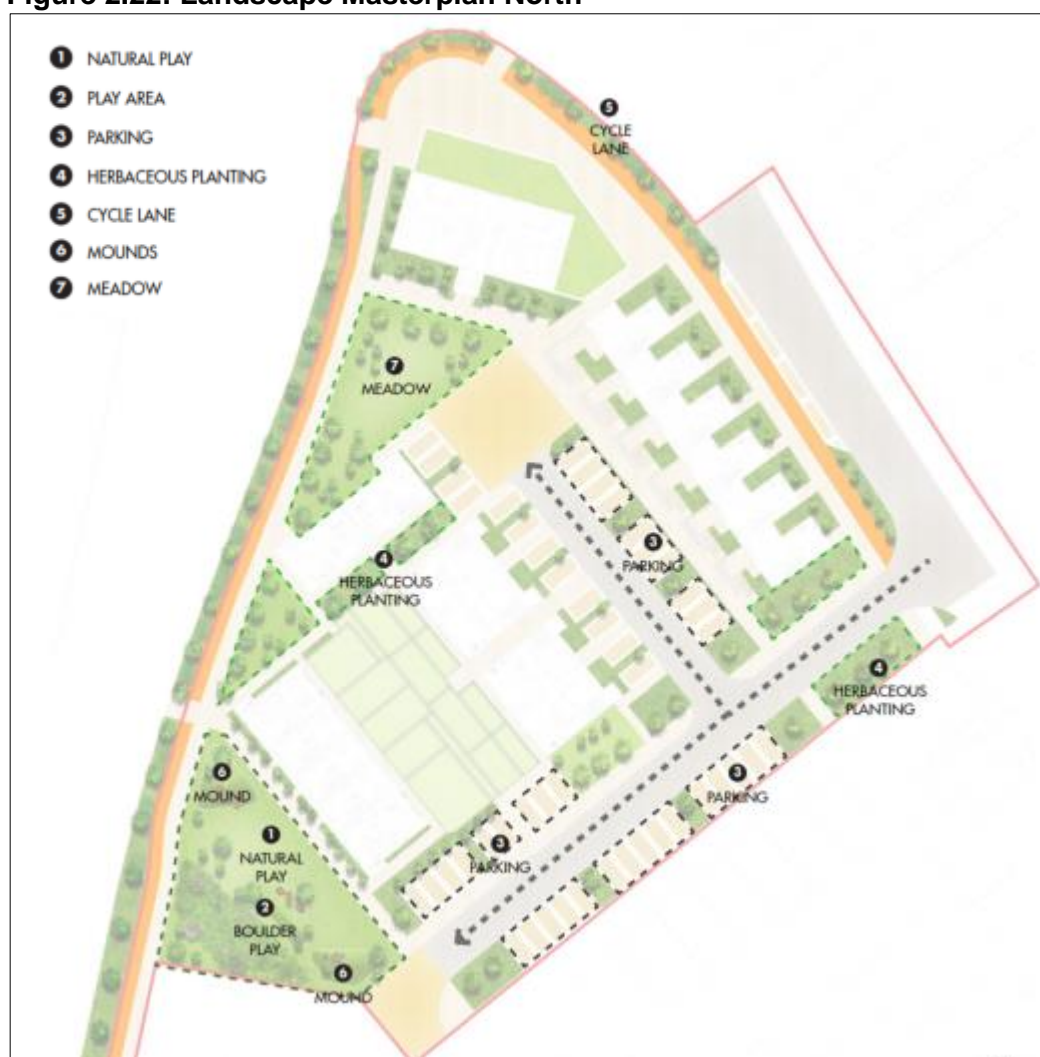 Figure 2.22: Landscape Masterplan North
1 NATURAL PLAY
2 PLAY AREA
3 PARKING
4 HERBACEOUS PLANTING
5 CYCLE LANE
6 MOUNDS
7 MEADOW
5
CYCLE
LANE
7
MEADOW
3
PARKING
4
HERBACEOUS
PLANTING
4
HERBACEOUS
PLANTING
6
MOUND
3
PARKING
1
NATURAL
PLAY
3
PARKING
2
BOULDER
PLAY
6
MOUND